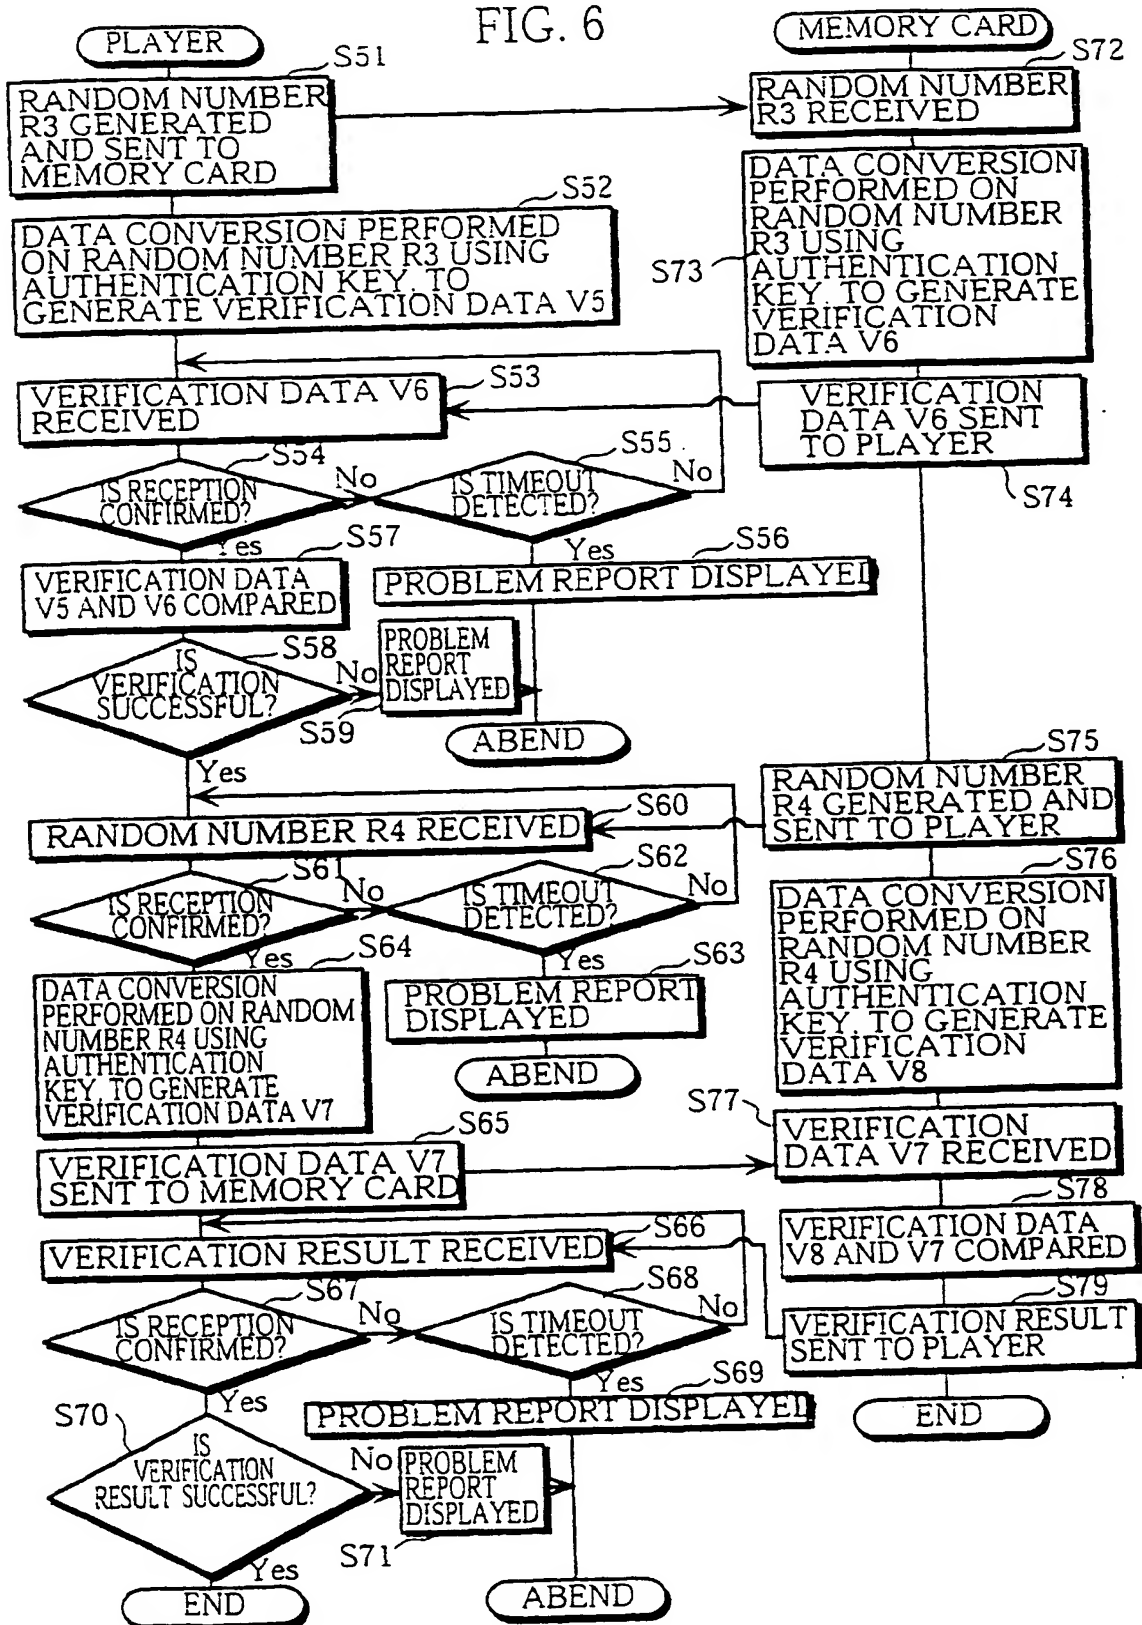 FIG. 6
PLAYER
S51
RANDOM NUMBER
R3 GENERATED
AND SENT TO
MEMORY CARD
S52
DATA CONVERSION PERFORMED
ON RANDOM NUMBER R3 USING
AUTHENTICATION KEY. TO
GENERATE VERIFICATION DATA V5
S53
VERIFICATION DATA V6
RECEIVED
S54
IS RECEPTION
CONFIRMED?
No
Yes
S55
IS TIMEOUT
DETECTED?
No
Yes
S56
PROBLEM REPORT DISPLAYED
S57
VERIFICATION DATA
V5 AND V6 COMPARED
S58
IS
VERIFICATION
SUCCESSFUL?
No
Yes
S59
PROBLEM
REPORT
DISPLAYED
ABEND
S60
RANDOM NUMBER R4 RECEIVED
S61
IS RECEPTION
CONFIRMED?
No
Yes
S62
IS TIMEOUT
DETECTED?
No
Yes
S63
PROBLEM REPORT
DISPLAYED
ABEND
S64
DATA CONVERSION
PERFORMED ON RANDOM
NUMBER R4 USING
AUTHENTICATION
KEY, TO GENERATE
VERIFICATION DATA V7
S65
VERIFICATION DATA V7
SENT TO MEMORY CARD
S66
VERIFICATION RESULT RECEIVED
S67
IS RECEPTION
CONFIRMED?
No
Yes
S68
IS TIMEOUT
DETECTED?
No
Yes
S69
PROBLEM REPORT DISPLAYED
S70
IS
VERIFICATION
RESULT SUCCESSFUL?
No
Yes
PROBLEM
REPORT
DISPLAYED
S71
END
ABEND
MEMORY CARD
S72
RANDOM NUMBER
R3 RECEIVED
S73
DATA CONVERSION
PERFORMED ON
RANDOM NUMBER
R3 USING
AUTHENTICATION
KEY. TO GENERATE
VERIFICATION
DATA V6
VERIFICATION
DATA V6 SENT
TO PLAYER
S74
S75
RANDOM NUMBER
R4 GENERATED AND
SENT TO PLAYER
S76
DATA CONVERSION
PERFORMED ON
RANDOM NUMBER
R4 USING
AUTHENTICATION
KEY. TO GENERATE
VERIFICATION
DATA V8
S77
VERIFICATION
DATA V7 RECEIVED
S78
VERIFICATION DATA
V8 AND V7 COMPARED
S79
VERIFICATION RESULT
SENT TO PLAYER
END